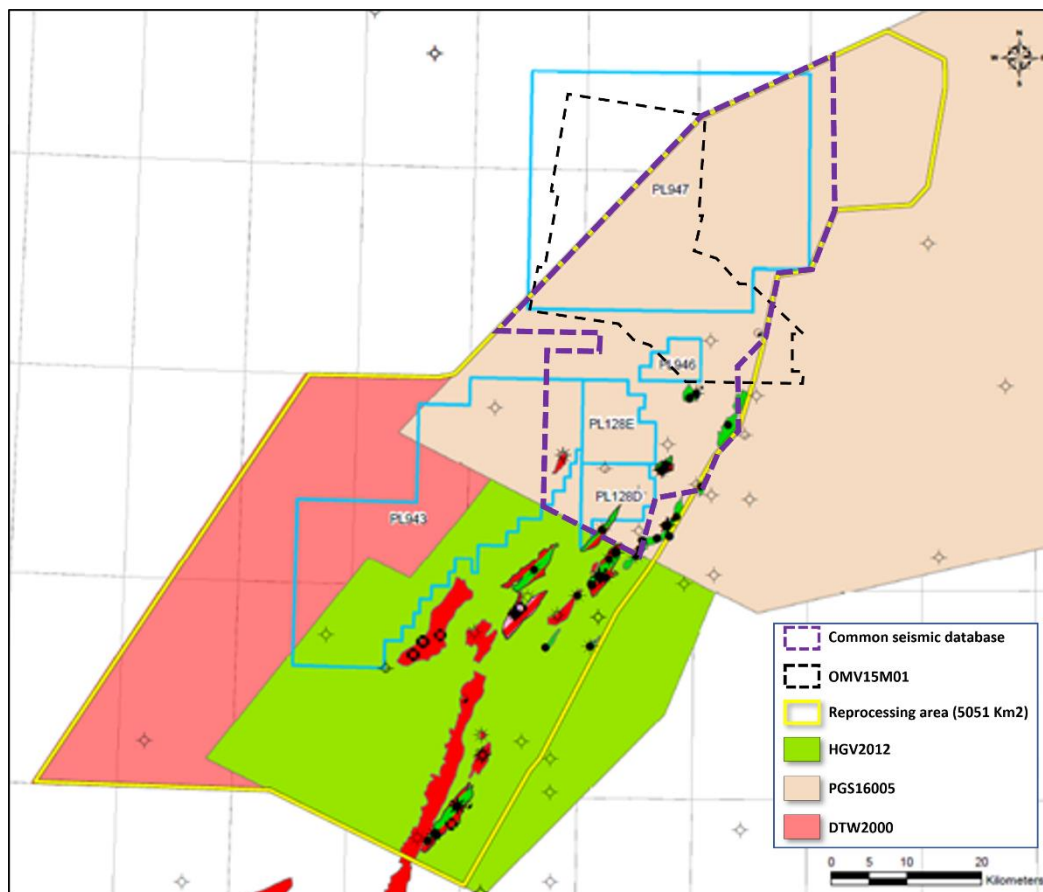 N
W
E
S
PL947
PL946
PL128E
PL128D
PL943
Common seismic database
OMV15M01
Reprocessing area (5051 Km2)
HGV2012
PGS16005
DTW2000
0 5 10 20
Kilometers